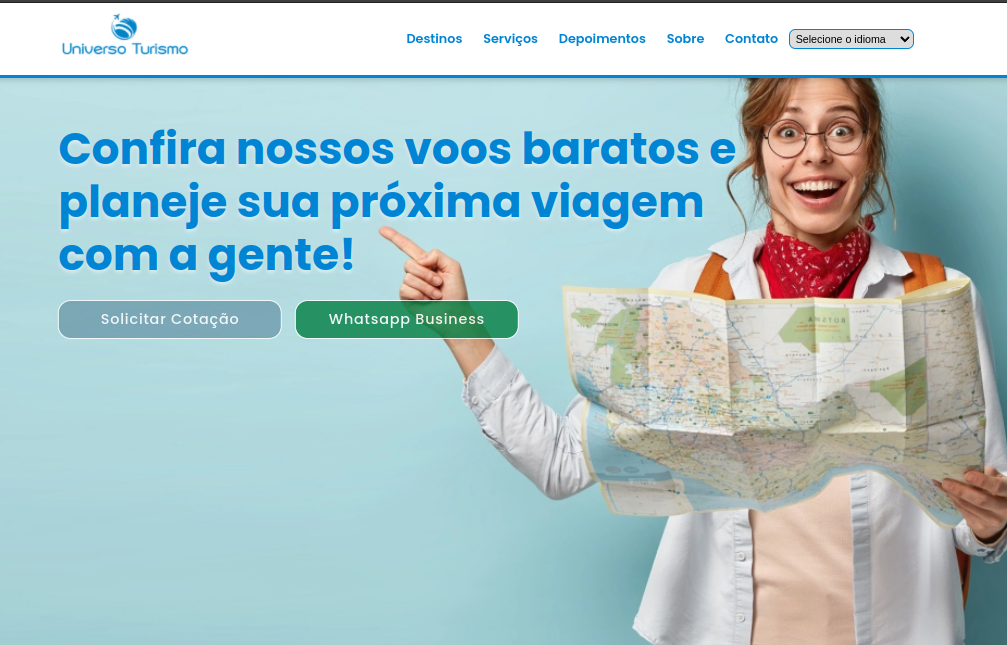 Universo Turismo
Destinos
Serviços
Depoimentos
Sobre
Contato
Selecione o idioma
Confira nossos voos baratos e
planeje sua próxima viagem
com a gente!
Solicitar Cotação
Whatsapp Business
BOTSWA